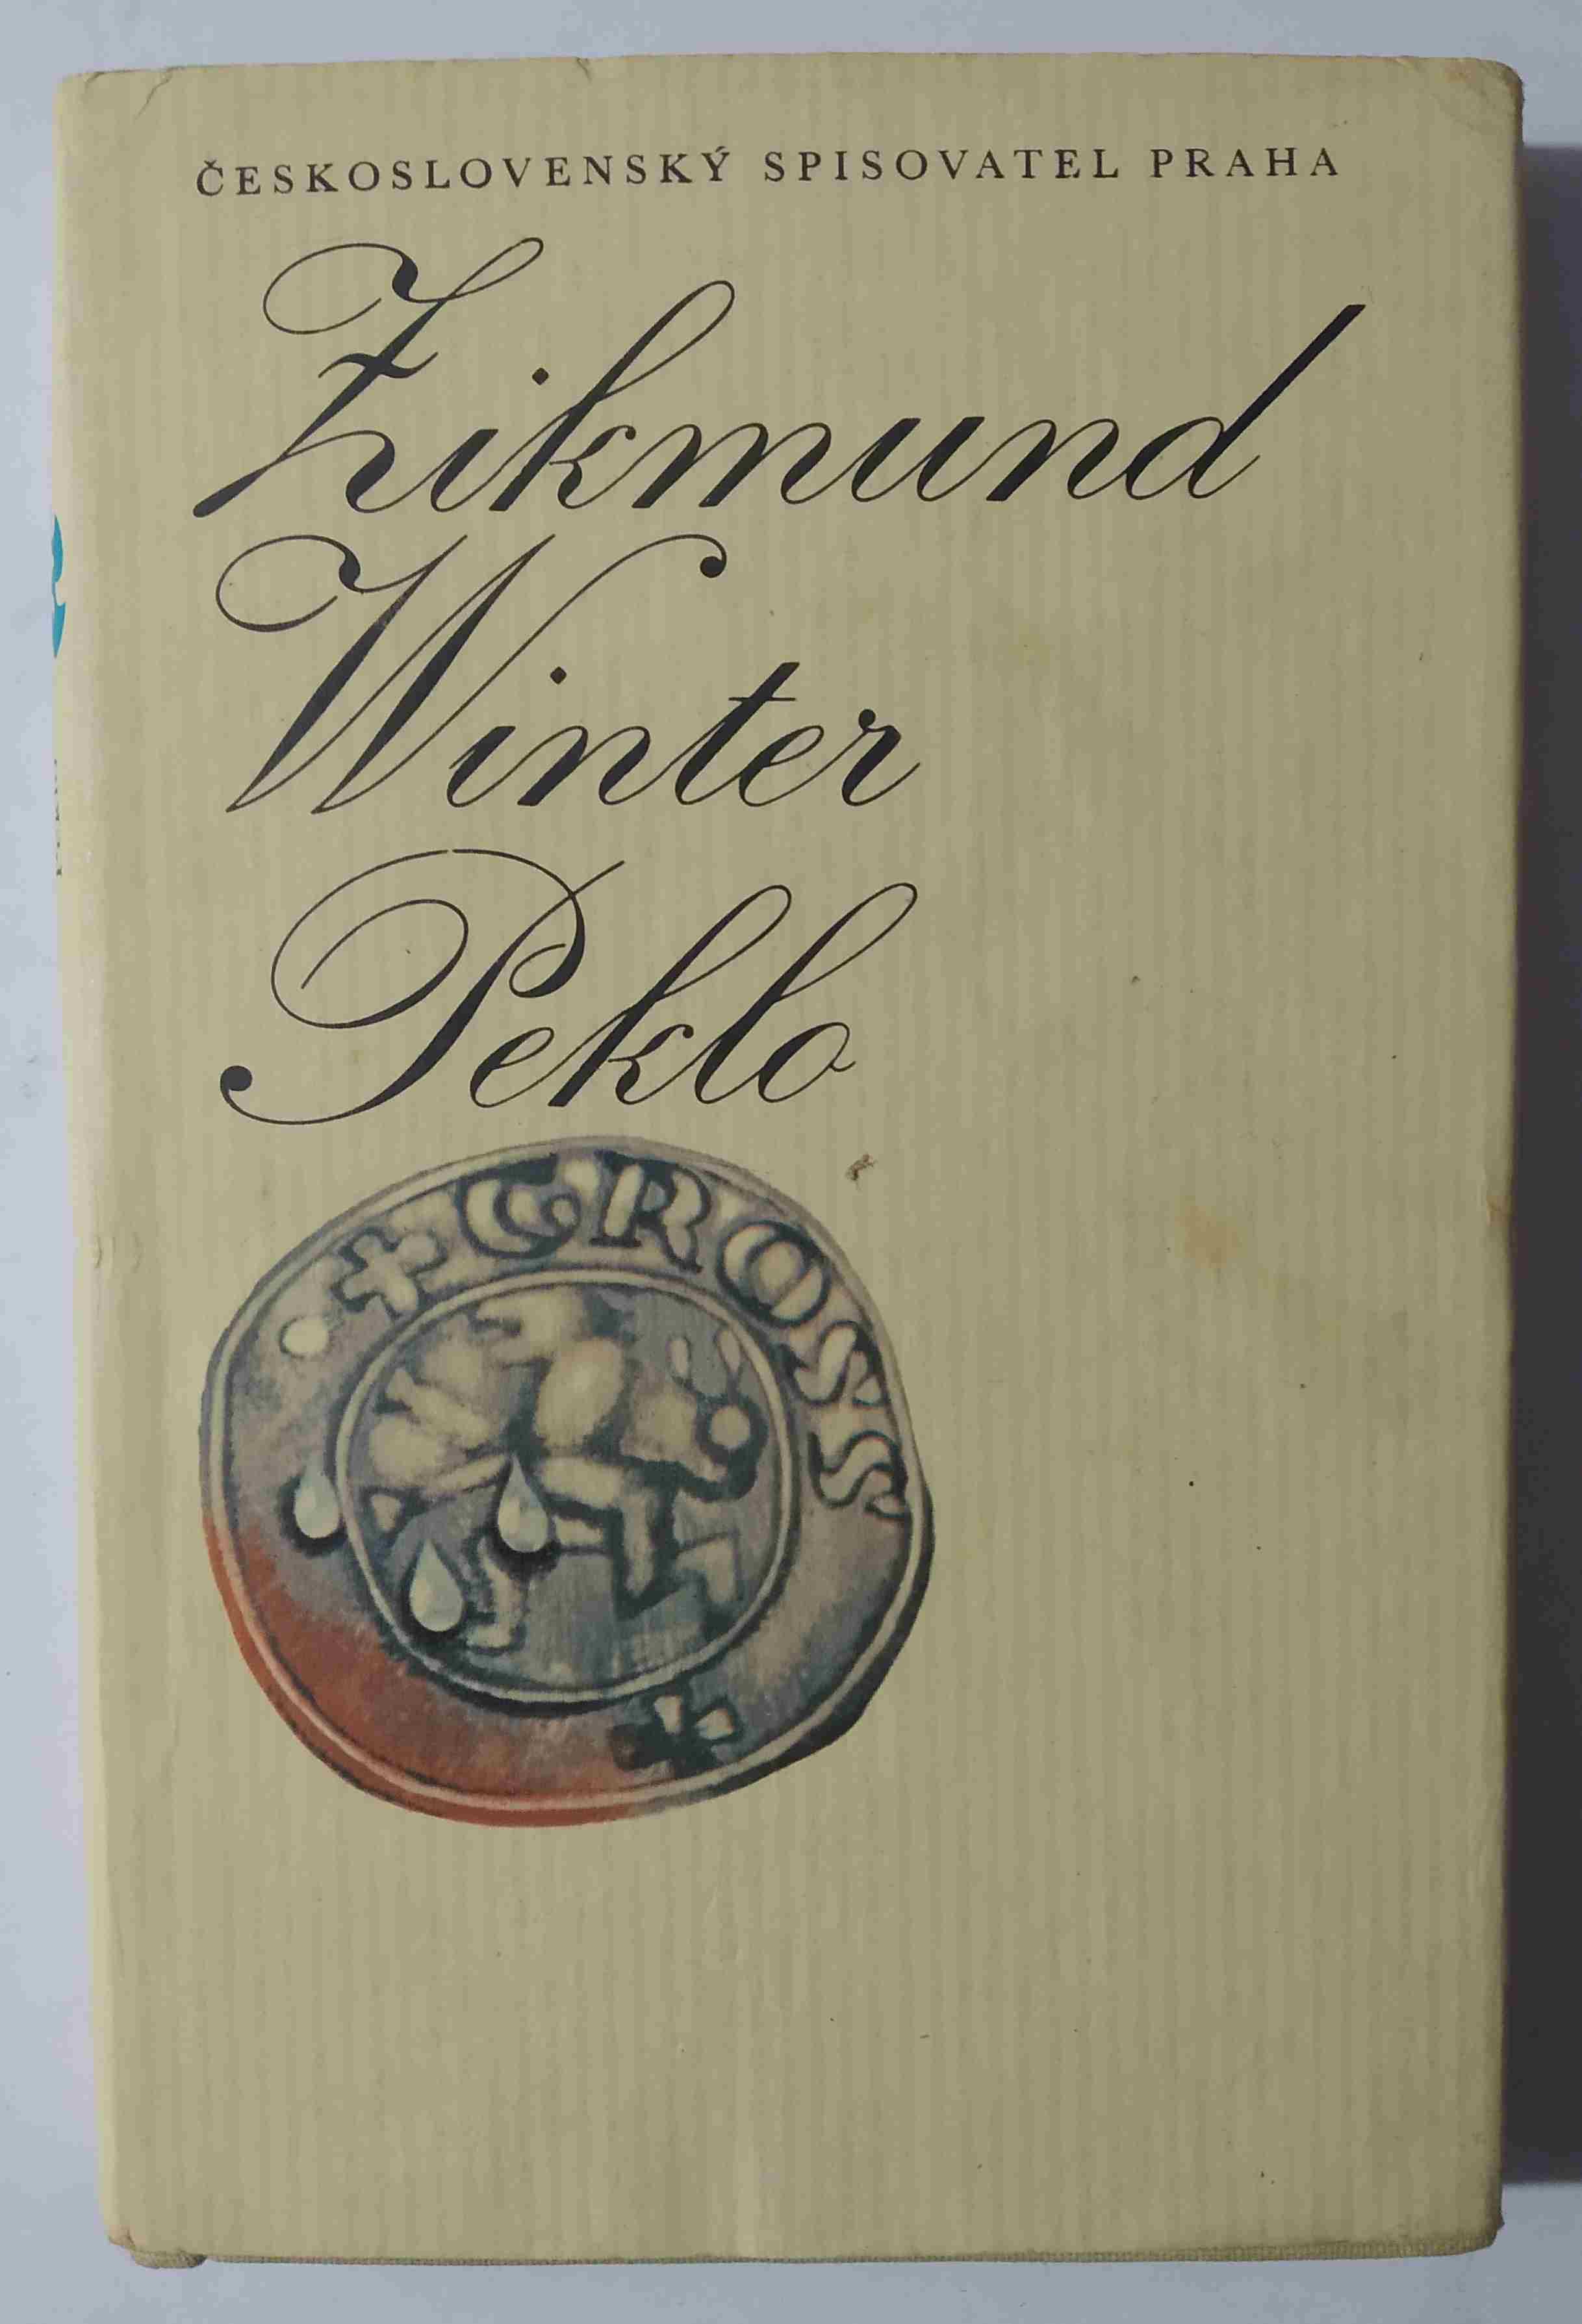 ČESKOSLOVENSKÝ SPISOVATEL PRAHA
Zikmund
Winter
Peklo
GROSS